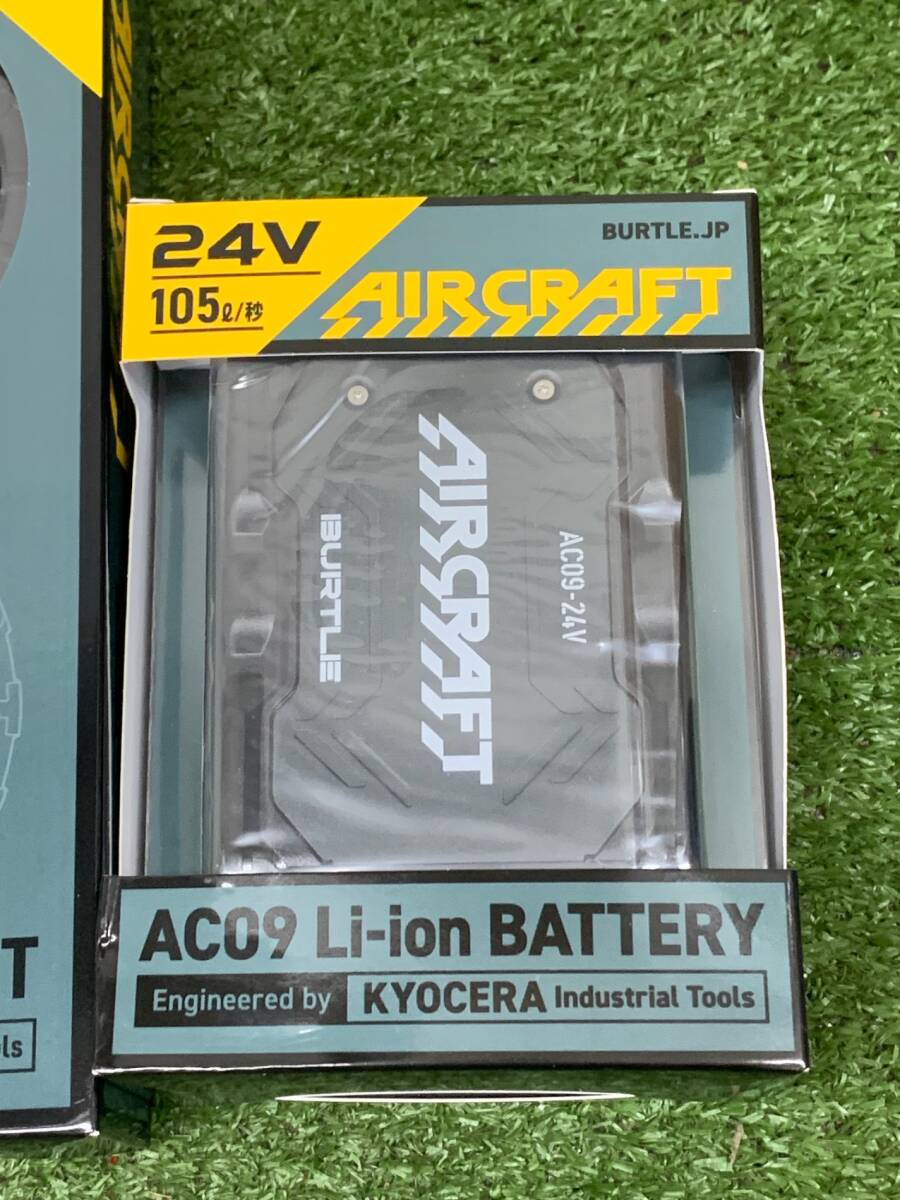 24V
105ℓ/秒
BURTLE.JP
AIRCRAFT
AIRCRAFT
BURTLE
AC09-24V
AC09 Li-ion BATTERY
Engineered by KYOCERA Industrial Tools
T
ls